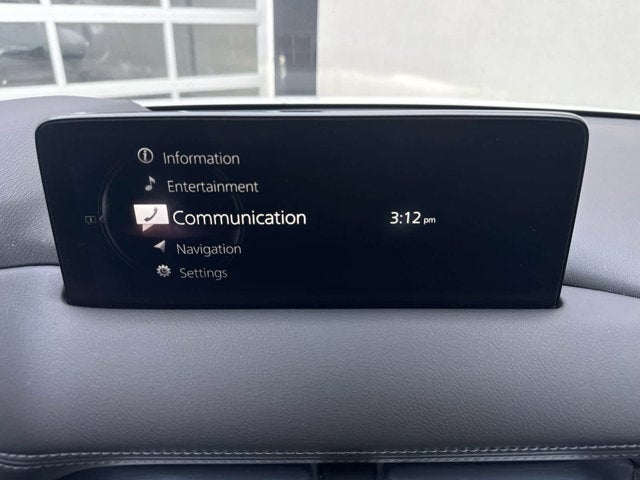 Information
Entertainment
Communication 3:12 pm
Navigation
Settings